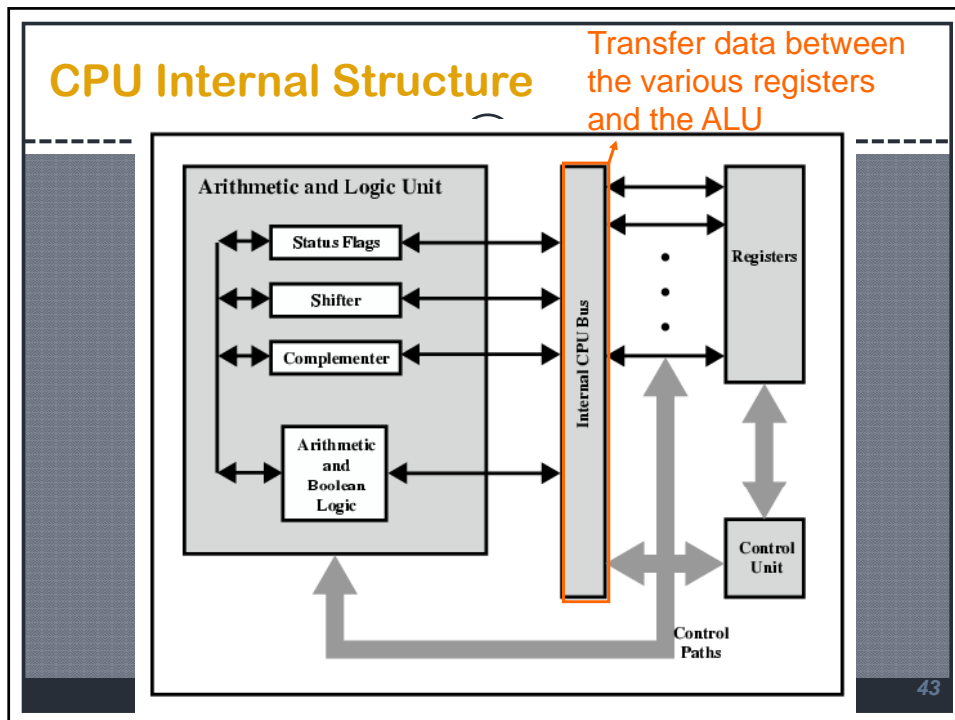 CPU Internal Structure
Transfer data between
the various registers
and the ALU
Arithmetic and Logic Unit
Status Flags
Shifter
Complementer
Arithmetic
and
Boolean
Logic
Internal CPU Bus
Registers
Control
Unit
Control
Paths
43